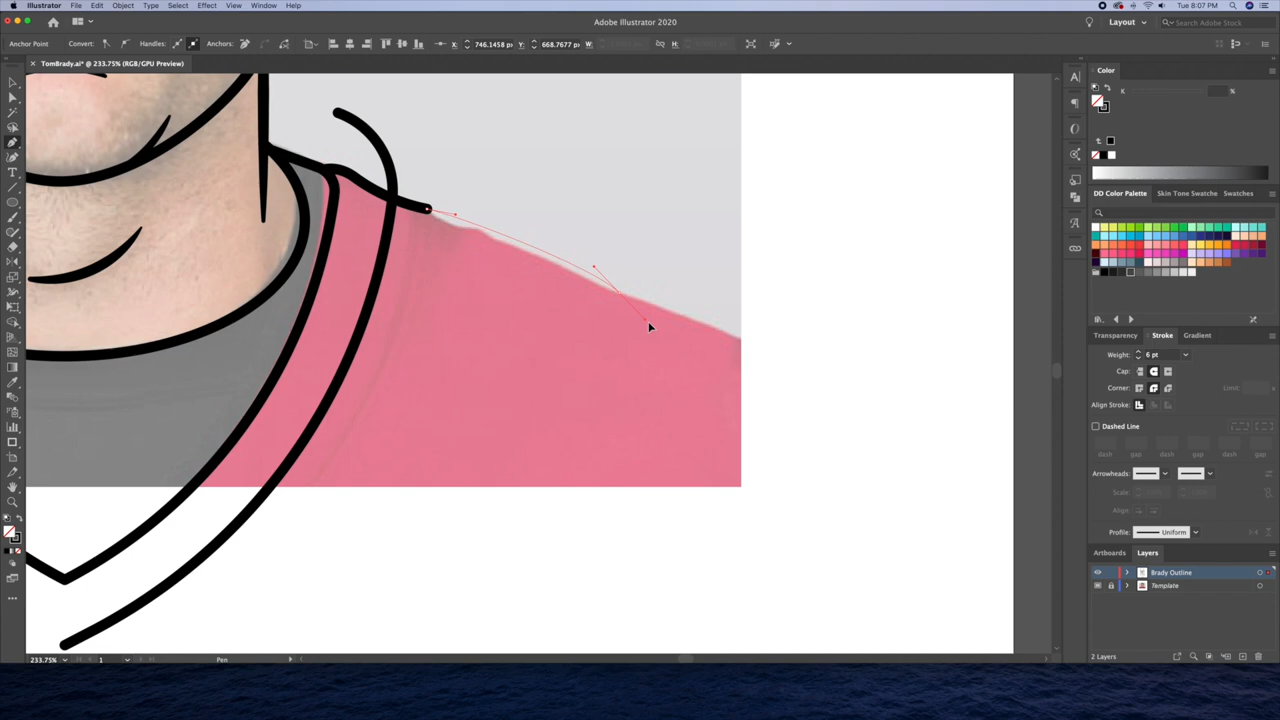 Illustrator File Edit Object Type Select Effect View Window Help
Tue 8:07 PM
Adobe Illustrator 2020
Layout
Search Adobe Stock
Anchor Point Convert: Handles: Anchors: X: 746.1458 px Y: 668.7677 px W: H:
TomBrady.ai* @ 233.75% (RGB/GPU Preview)
Color
K %
DD Color Palette Skin Tone Swatche Swatches
Transparency Stroke Gradient
Weight: 6 pt
Cap:
Corner: Limit:
Align Stroke:
Dashed Line
dash gap dash gap dash gap
Arrowheads:
Scale:
Align:
Profile: Uniform
Artboards Layers
Brady Outline
Template
233.75% 1 Pen
2 Layers